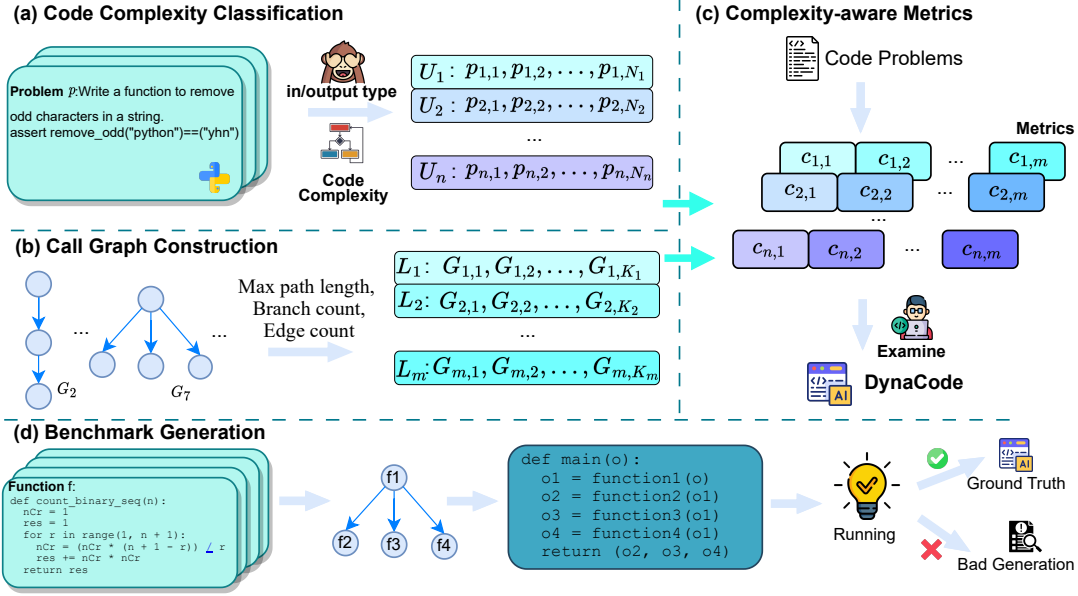 (a) Code Complexity Classification
Problem p:Write a function to remove
odd characters in a string.
assert remove_odd("python")==("yhn")
in/output type
Code
Complexity
U1 : p1,1, p1,2, . . . , p1,N1
U2 : p2,1, p2,2, . . . , p2,N2
...
Un : pn,1, pn,2, . . . , pn,Nn
(b) Call Graph Construction
...
...
G2
G7
Max path length,
Branch count,
Edge count
L1 : G1,1, G1,2, . . . , G1,K1
L2 : G2,1, G2,2, . . . , G2,K2
...
Lm : Gm,1, Gm,2, . . . , Gm,Km
(c) Complexity-aware Metrics
Code Problems
Metrics
c1,1 c1,2 ... c1,m
c2,1 c2,2 ... c2,m
...
cn,1 cn,2 ... cn,m
Examine
AI
DynaCode
(d) Benchmark Generation
Function f:
def count_binary_seq(n):
nCr = 1
res = 1
for r in range(1, n + 1):
nCr = (nCr * (n + 1 - r)) / r
res += nCr * nCr
return res
f1
f2 f3 f4
def main(o):
o1 = function1(o)
o2 = function2(o1)
o3 = function3(o1)
o4 = function4(o1)
return (o2, o3, o4)
Running
AI
Ground Truth
Bad Generation